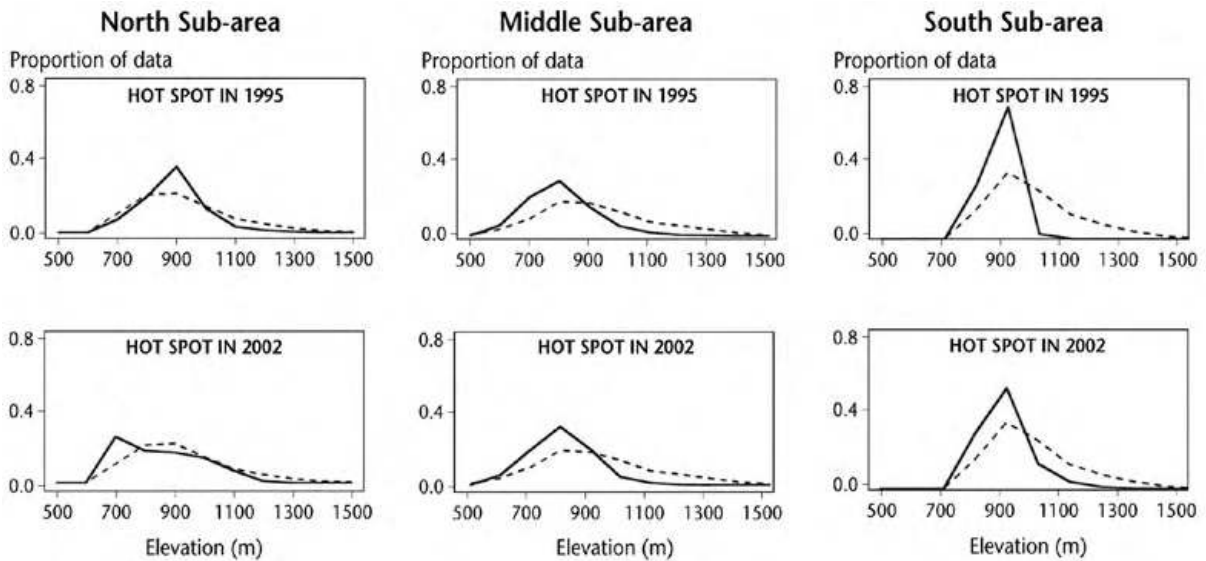 North Sub-area
Middle Sub-area
South Sub-area
Proportion of data
Proportion of data
Proportion of data
0.8
0.4
0.0
HOT SPOT IN 1995
500 700 900 1100 1300 1500
0.8
0.4
0.0
HOT SPOT IN 1995
500 700 900 1100 1300 1500
0.8
0.4
0.0
HOT SPOT IN 1995
500 700 900 1100 1300 1500
0.8
0.4
0.0
HOT SPOT IN 2002
500 700 900 1100 1300 1500
Elevation (m)
0.8
0.4
0.0
HOT SPOT IN 2002
500 700 900 1100 1300 1500
Elevation (m)
0.8
0.4
0.0
HOT SPOT IN 2002
500 700 900 1100 1300 1500
Elevation (m)